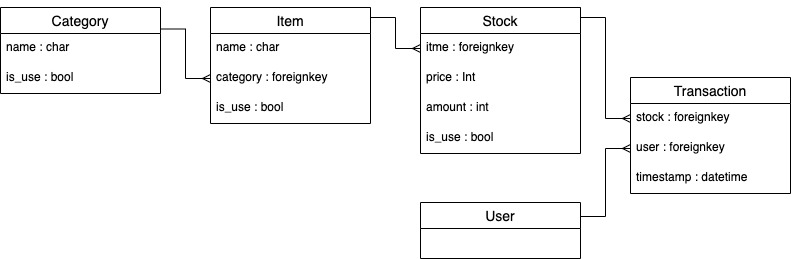 Category
name : char
is_use : bool
Item
name : char
category : foreignkey
is_use : bool
Stock
itme : foreignkey
price : Int
amount : int
is_use : bool
Transaction
stock : foreignkey
user : foreignkey
timestamp : datetime
User